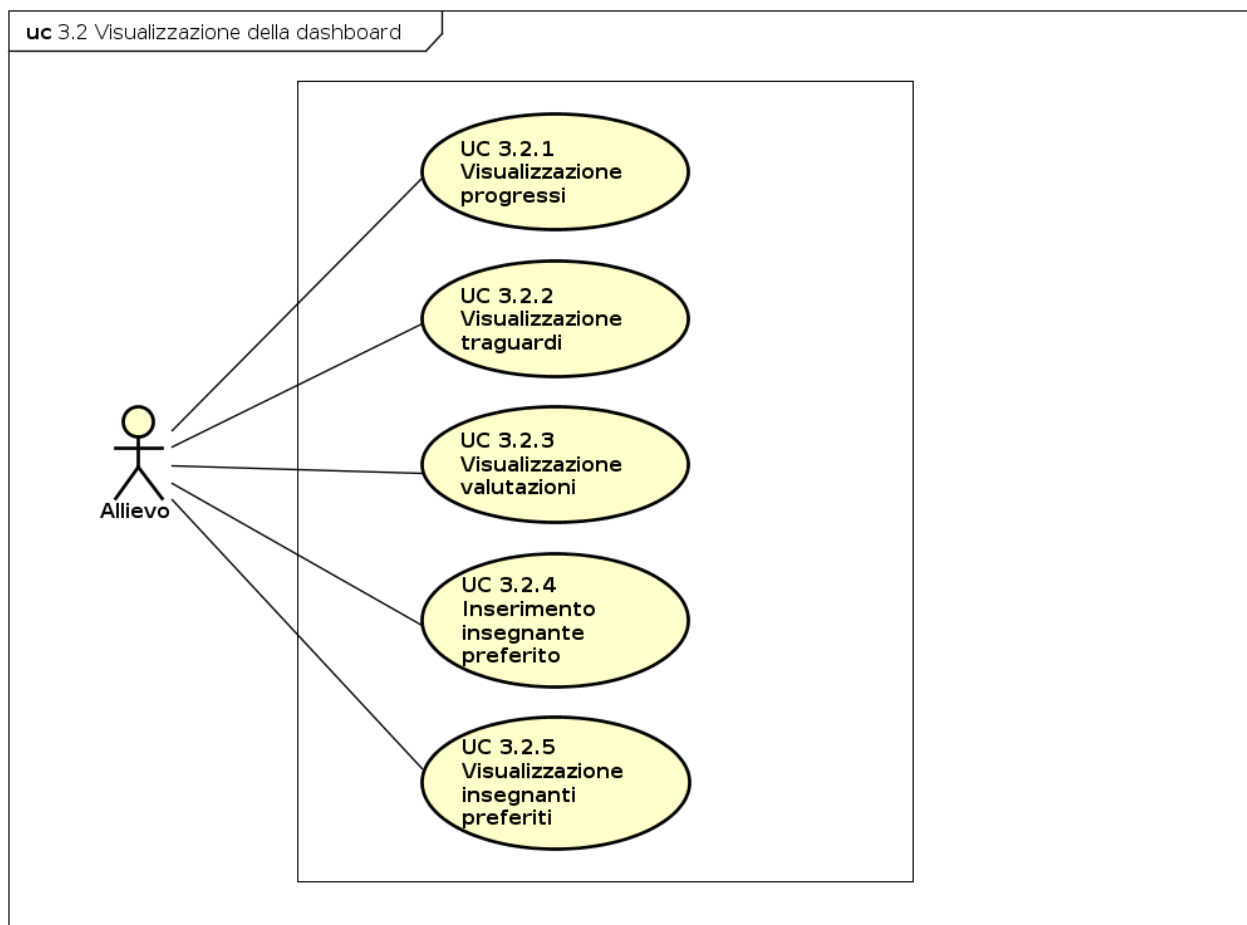 uc 3.2 Visualizzazione della dashboard
UC 3.2.1
Visualizzazione
progressi
UC 3.2.2
Visualizzazione
traguardi
UC 3.2.3
Visualizzazione
valutazioni
Allievo
UC 3.2.4
Inserimento
insegnante
preferito
UC 3.2.5
Visualizzazione
insegnanti
preferiti